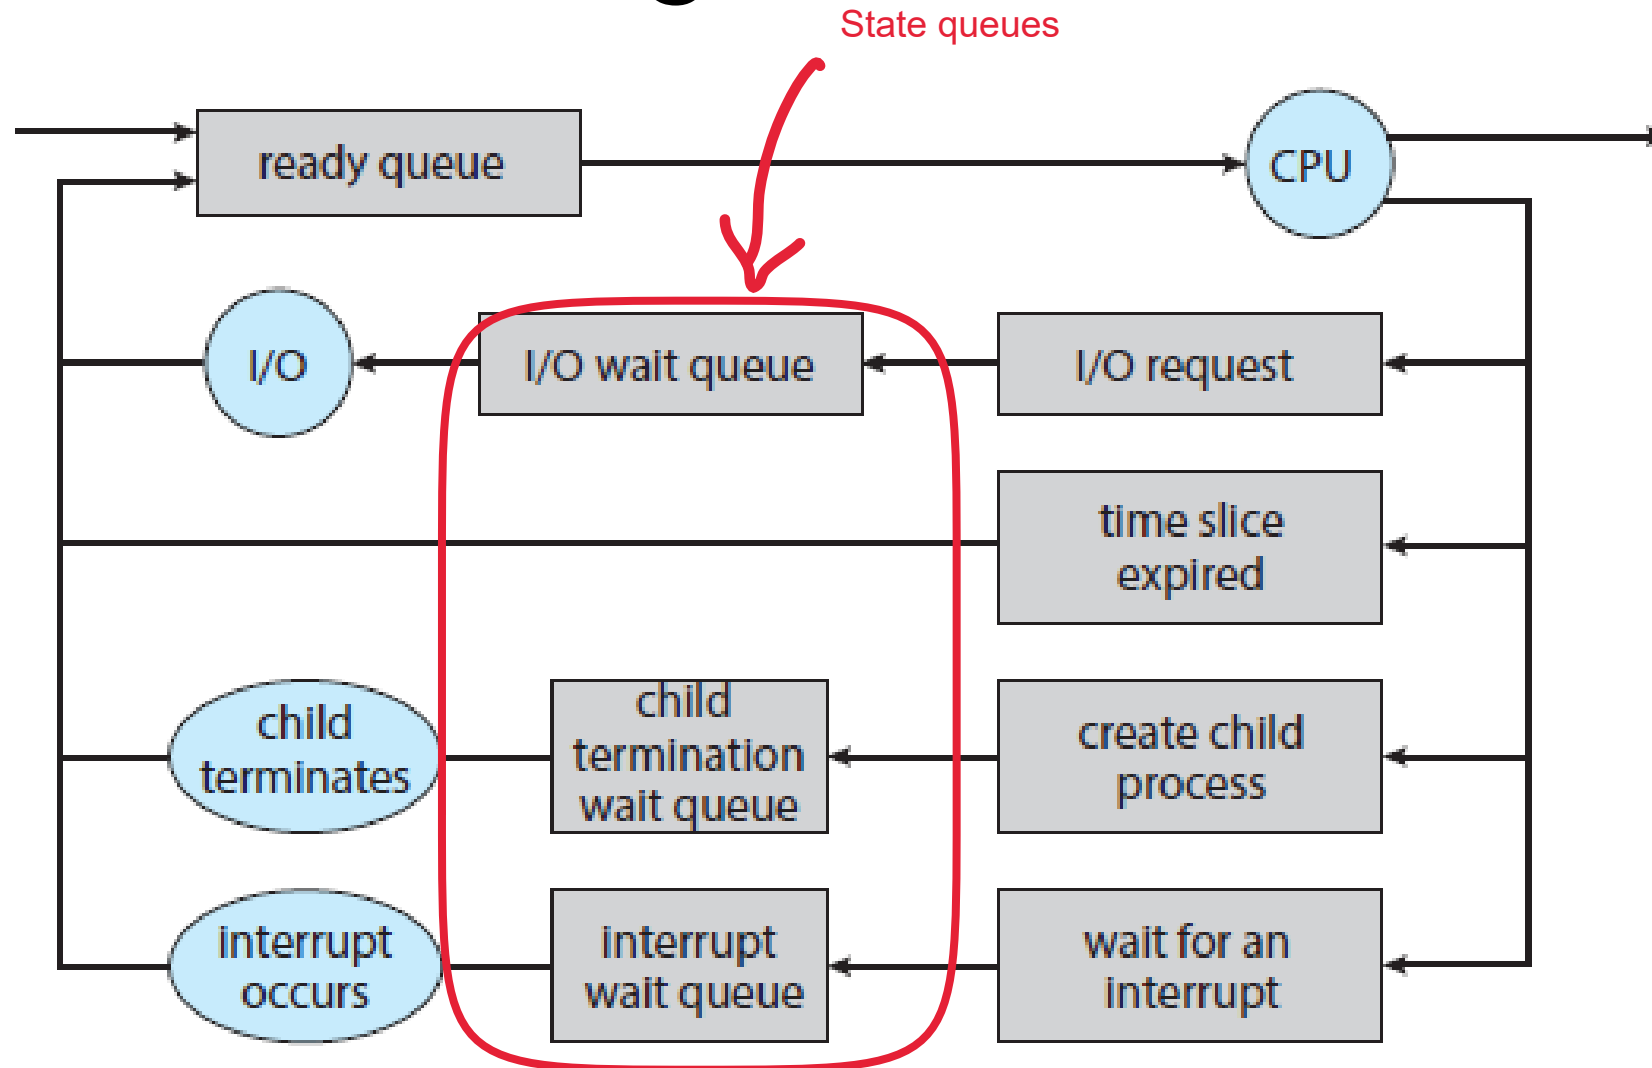 State queues
ready queue
CPU
I/O
I/O wait queue
I/O request
time slice
expired
child
terminates
child
termination
wait queue
create child
process
interrupt
occurs
interrupt
wait queue
wait for an
interrupt